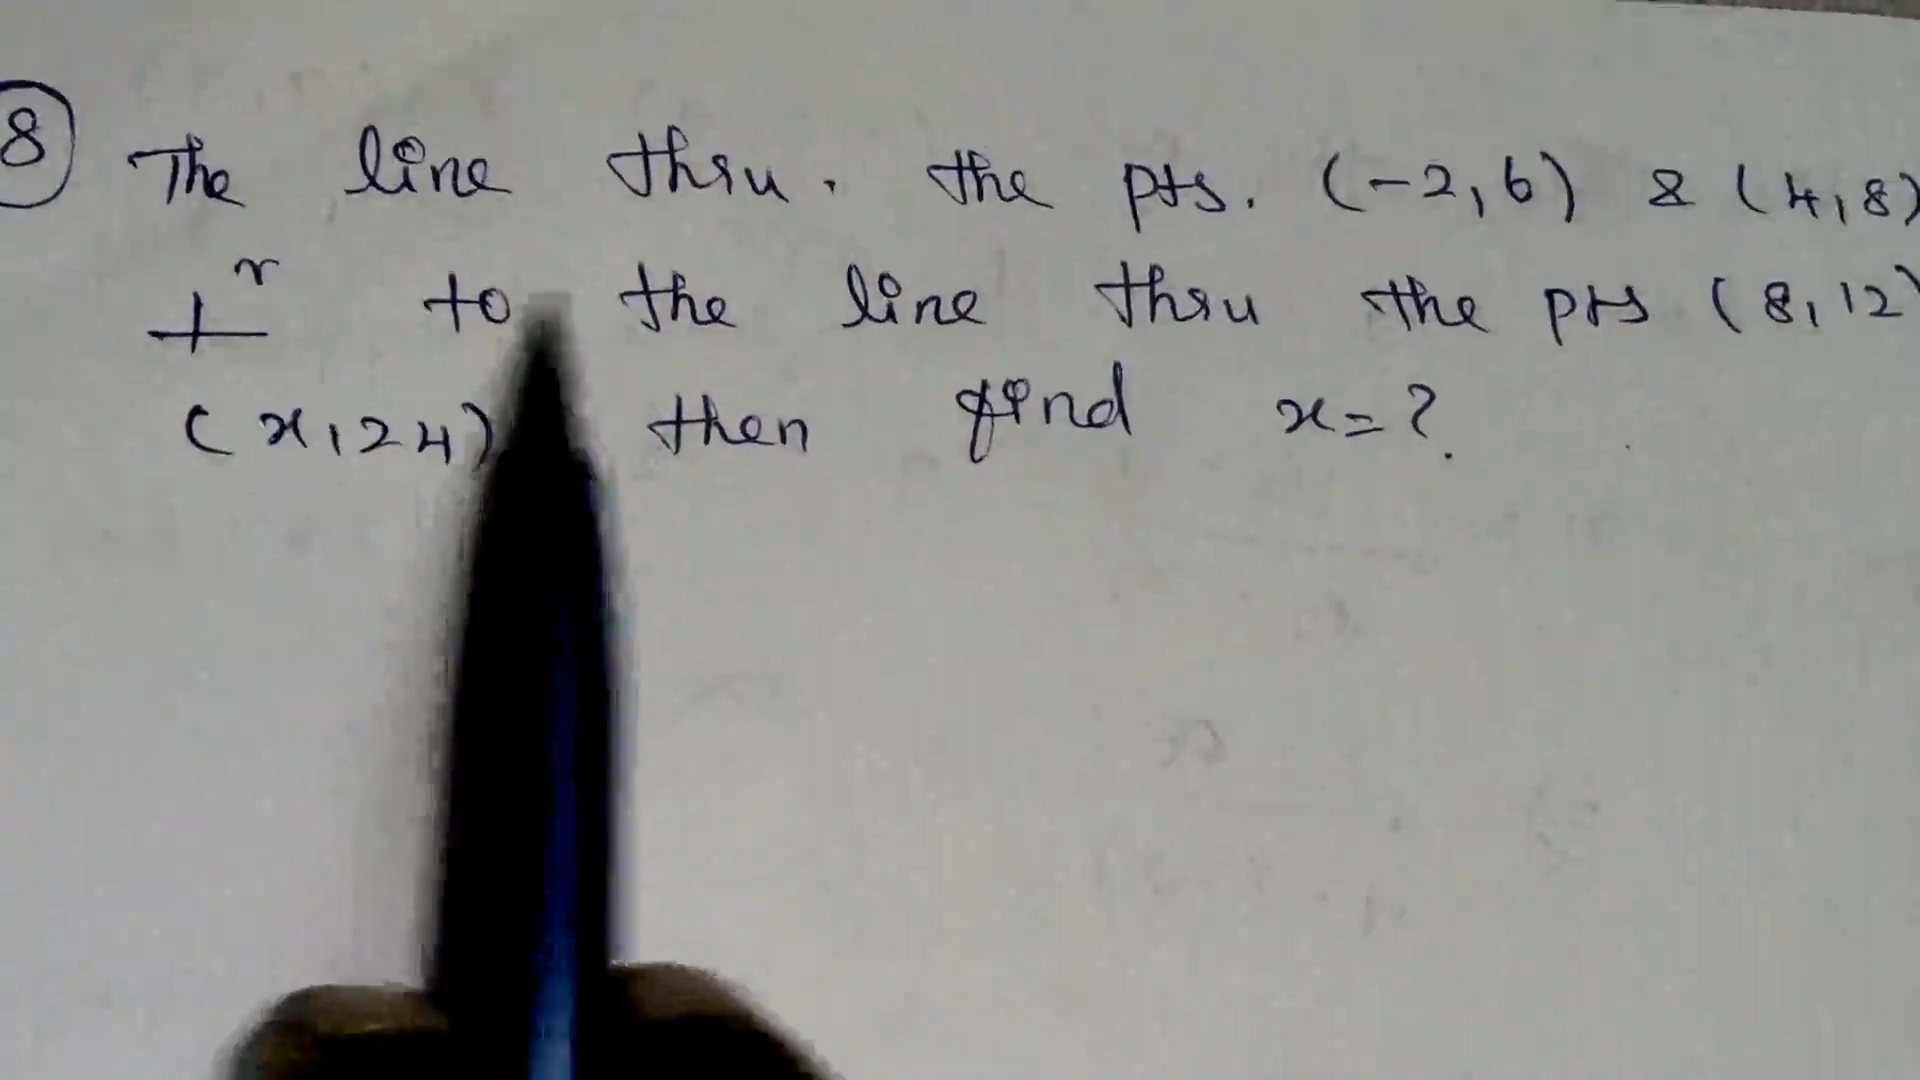 8 The line thru. the pts. (-2,6) & (4,8)
⊥r to the line thru the pts (8,12)
(x,24) then find x=?.